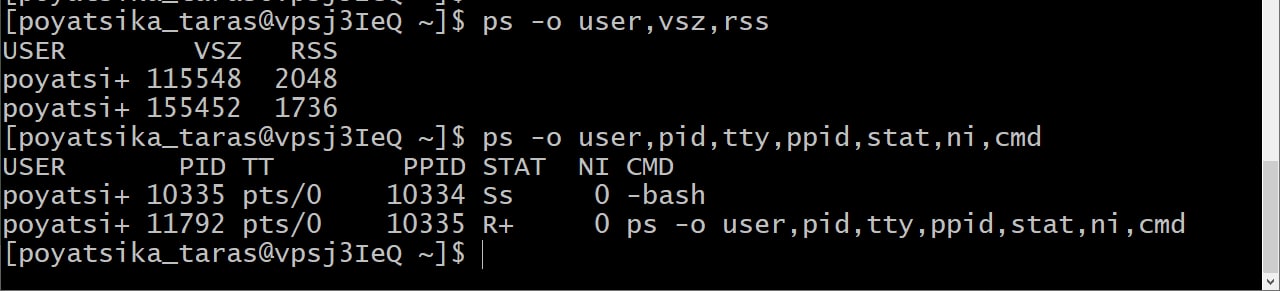 [poyatsika_taras@vpsj3IeQ ~]$ ps -o user,vsz,rss
USER        VSZ   RSS
poyatsi+ 115548  2048
poyatsi+ 155452  1736
[poyatsika_taras@vpsj3IeQ ~]$ ps -o user,pid,tty,ppid,stat,ni,cmd
USER       PID TT        PPID STAT  NI CMD
poyatsi+ 10335 pts/0    10334 Ss     0 -bash
poyatsi+ 11792 pts/0    10335 R+     0 ps -o user,pid,tty,ppid,stat,ni,cmd
[poyatsika_taras@vpsj3IeQ ~]$